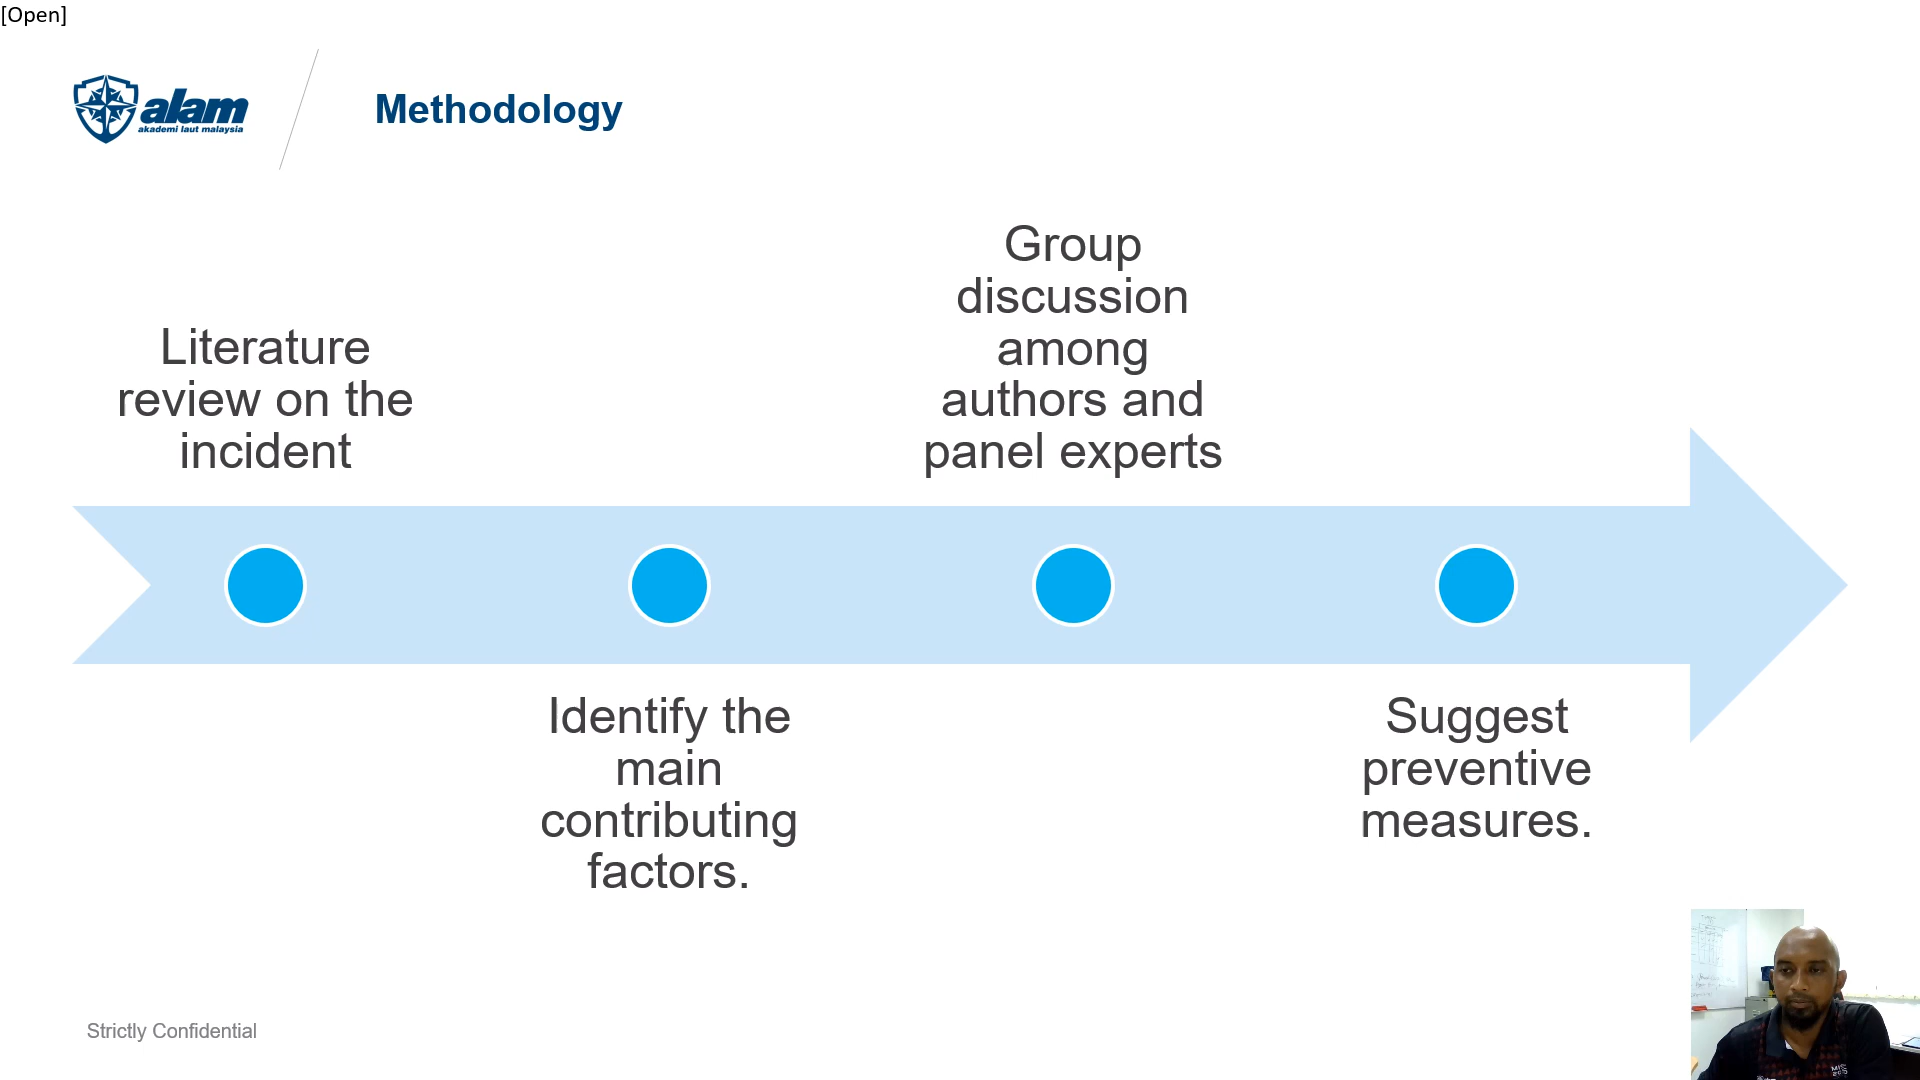 [Open]
alam
akademi laut malaysia
Methodology
Literature
review on the
incident
Identify the
main
contributing
factors.
Group
discussion
among
authors and
panel experts
Suggest
preventive
measures.
Strictly Confidential